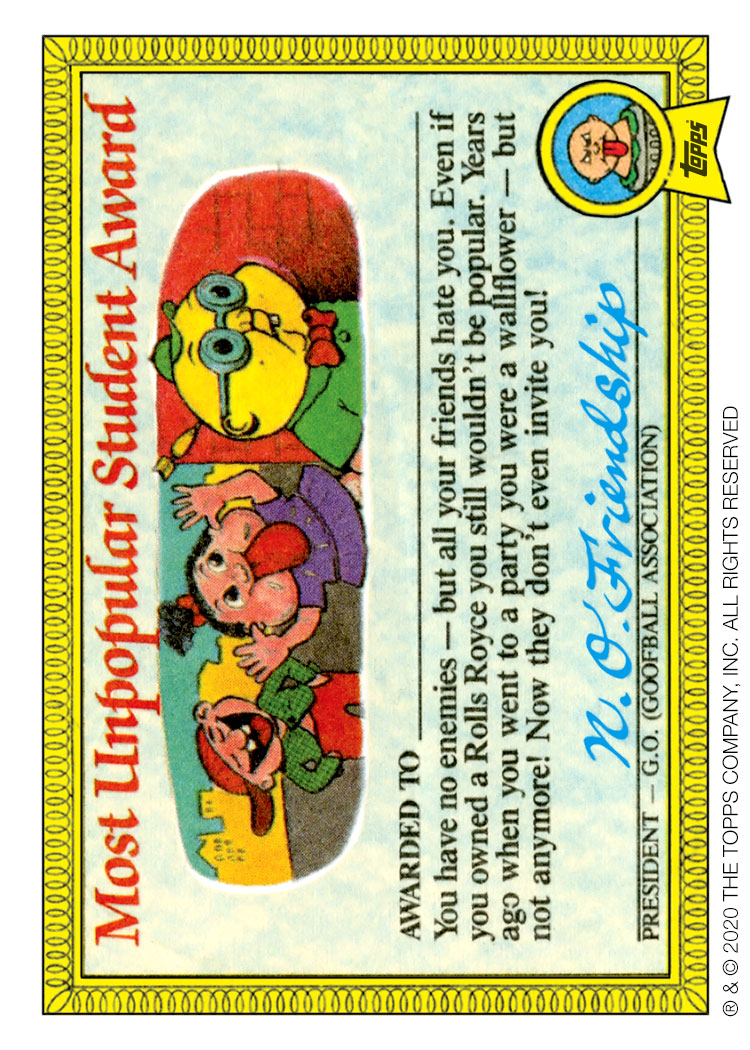 Most Unpopular Student Award
AWARDED TO
You have no enemies — but all your friends hate you. Even if
you owned a Rolls Royce you still wouldn't be popular. Years
ago when you went to a party you were a wallflower — but
not anymore! Now they don't even invite you!
N.O. Friendship
PRESIDENT — G.O. (GOOFBALL ASSOCIATION)
topps
® & © 2020 THE TOPPS COMPANY, INC. ALL RIGHTS RESERVED